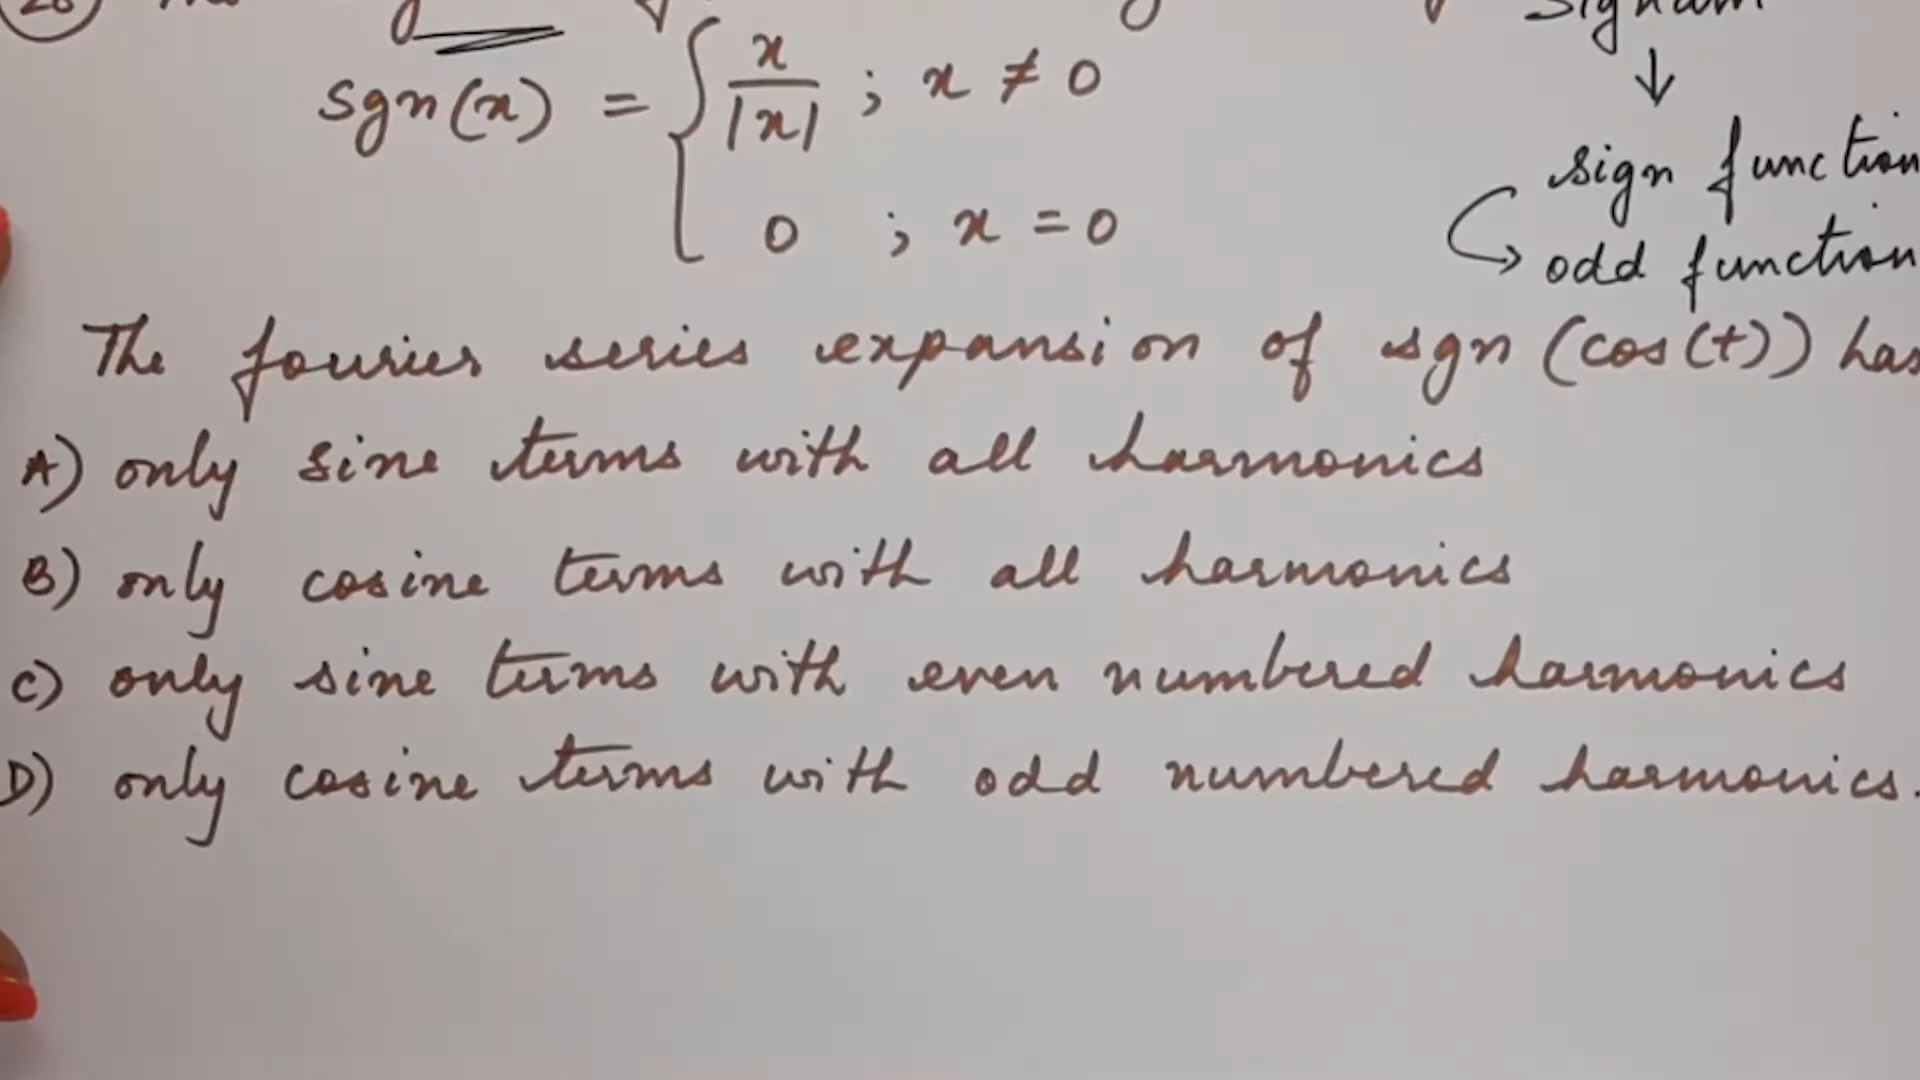 signum
sgn(x) = { x/|x| ; x ≠ 0
0 ; x = 0
↓
sign function
↳ odd function
The fourier series expansion of sgn (cos(t)) has
A) only sine terms with all harmonics
B) only cosine terms with all harmonics
C) only sine terms with even numbered harmonics
D) only cosine terms with odd numbered harmonics.